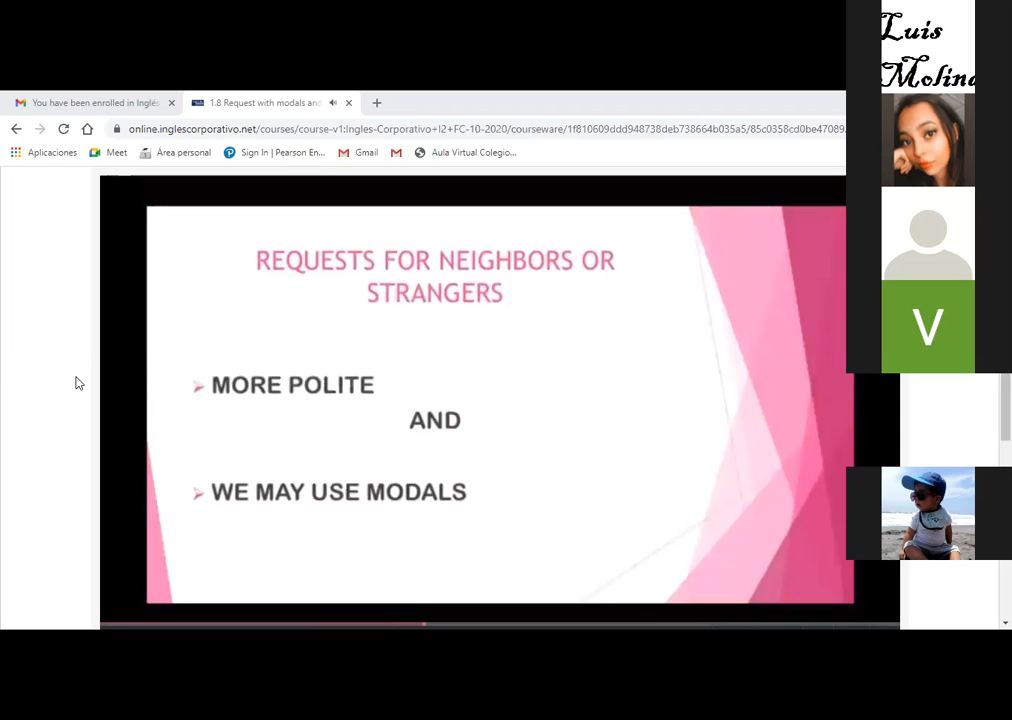 Luis
Molina
You have been enrolled in Inglés
1.8 Request with modals and
online.inglescorporativo.net/courses/course-v1:Ingles-Corporativo+I2+FC-10-2020/courseware/1f810609ddd948738deb738664b035a5/85c0358cd0be47089
Aplicaciones
Meet
Área personal
Sign In | Pearson En...
Gmail
Aula Virtual Colegio...
REQUESTS FOR NEIGHBORS OR
STRANGERS
MORE POLITE
AND
WE MAY USE MODALS
V